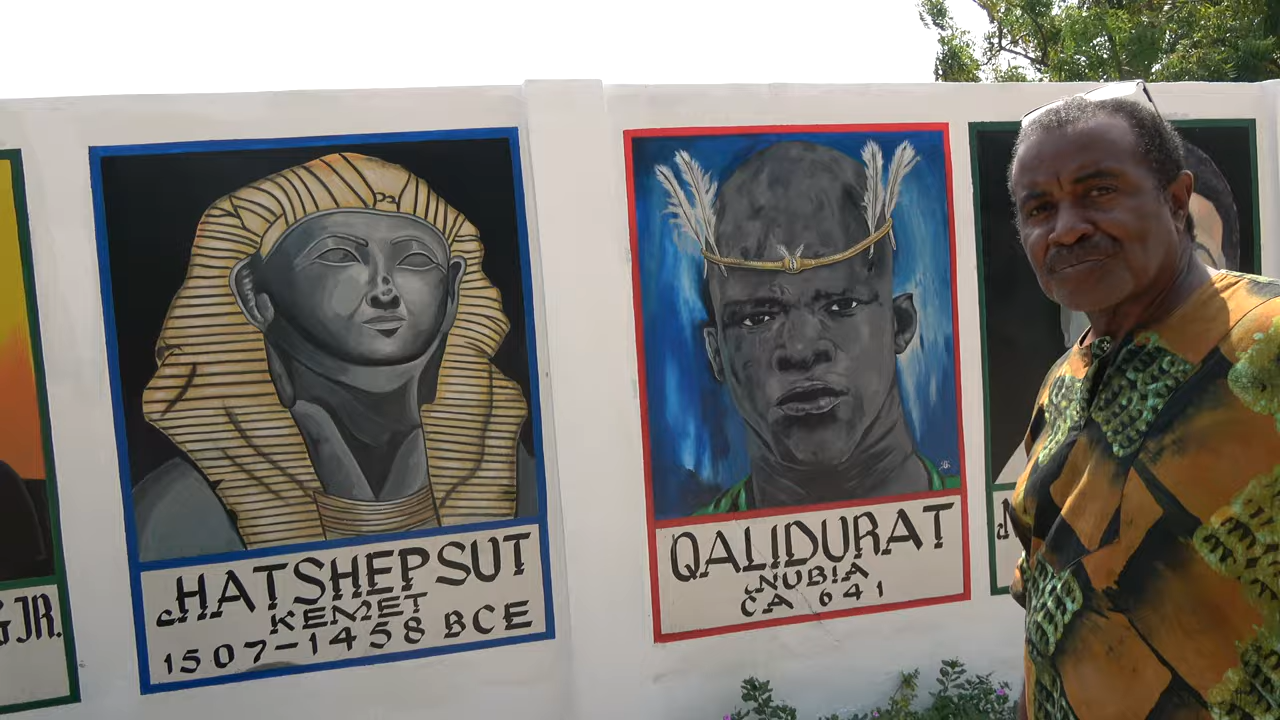 G JR.
HATSHEPSUT
KEMET
1507-1458 BCE
QALIDURAT
NUBIA
CA 641